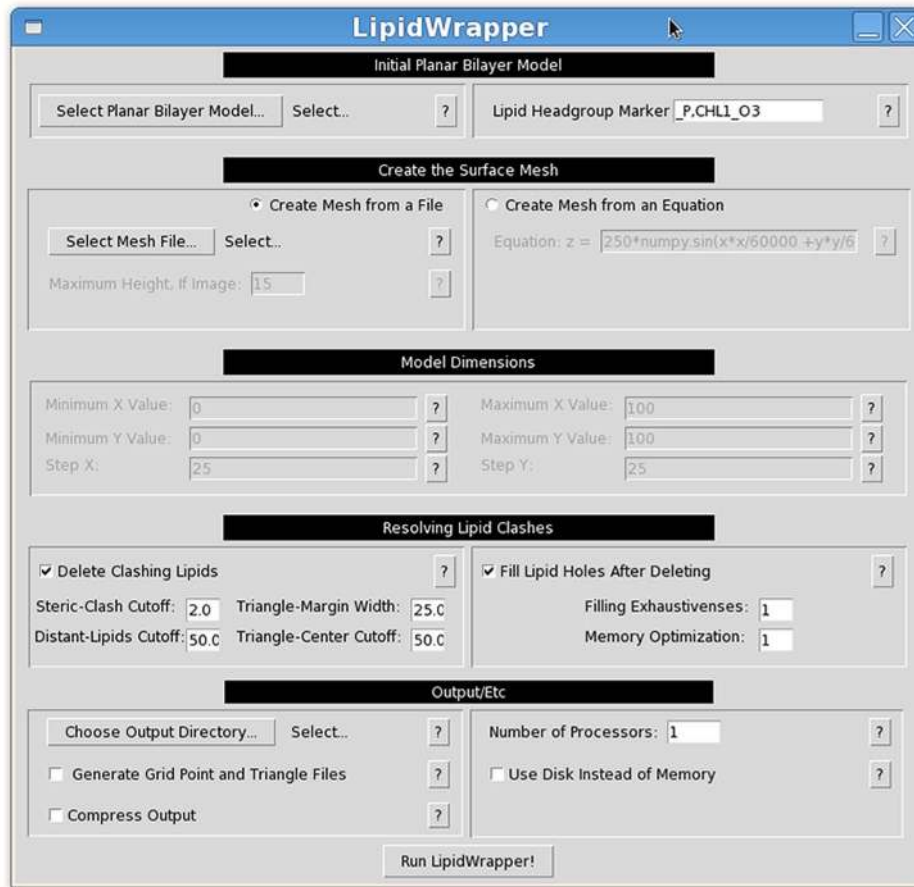 LipidWrapper
Initial Planar Bilayer Model
Select Planar Bilayer Model... Select... ? Lipid Headgroup Marker _P,CHL1_O3 ?
Create the Surface Mesh
Create Mesh from a File Create Mesh from an Equation
Select Mesh File... Select... ? Equation: z = 250*numpy.sin(x*x/60000 +y*y/6 ?
Maximum Height, If Image: 15 ?
Model Dimensions
Minimum X Value: 0 ? Maximum X Value: 100 ?
Minimum Y Value: 0 ? Maximum Y Value: 100 ?
Step X: 25 ? Step Y: 25 ?
Resolving Lipid Clashes
Delete Clashing Lipids ? Fill Lipid Holes After Deleting ?
Steric-Clash Cutoff: 2.0 Triangle-Margin Width: 25.0 Filling Exhaustivenses: 1
Distant-Lipids Cutoff: 50.0 Triangle-Center Cutoff: 50.0 Memory Optimization: 1
Output/Etc
Choose Output Directory... Select... ? Number of Processors: 1 ?
Generate Grid Point and Triangle Files ? Use Disk Instead of Memory ?
Compress Output ?
Run LipidWrapper!